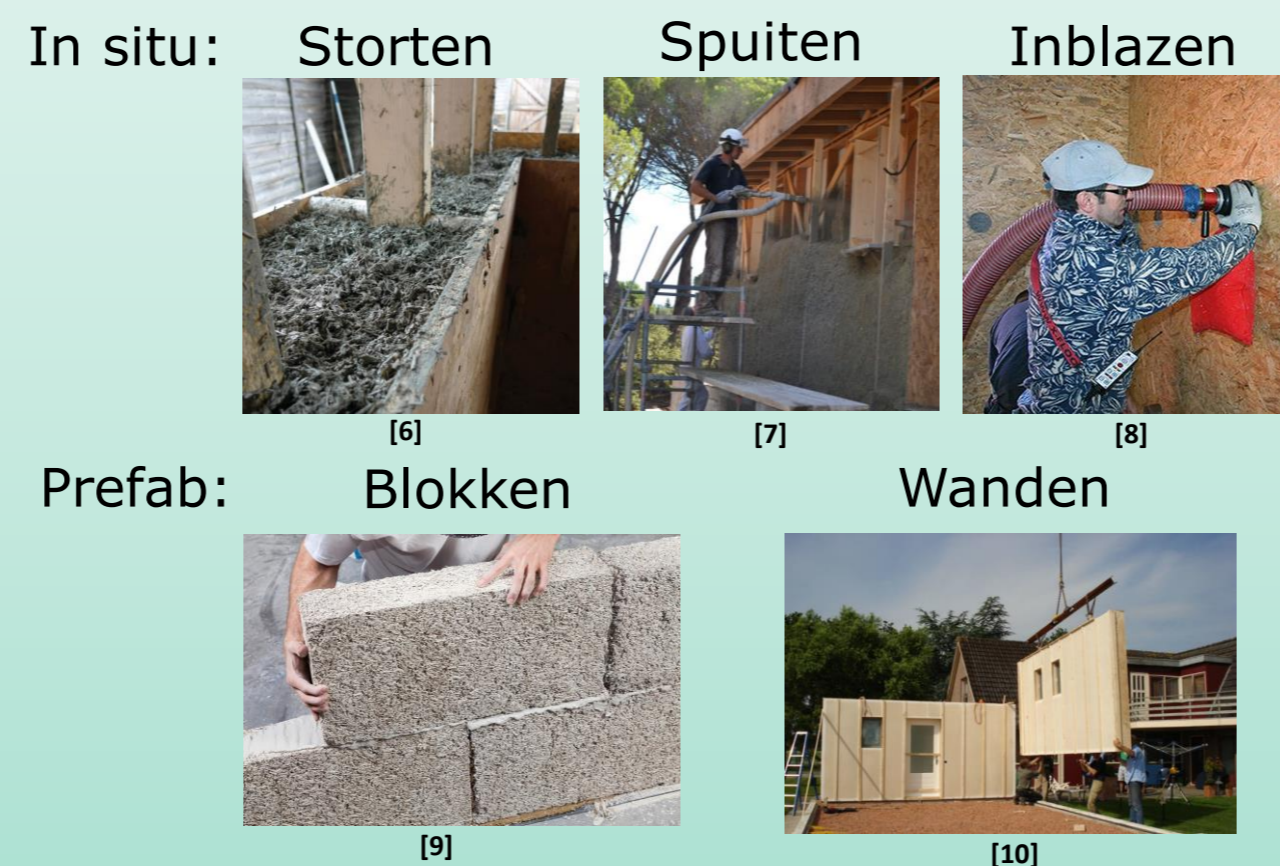 In situ: Storten Spuiten Inblazen
[6] [7] [8]
Prefab: Blokken Wanden
[9] [10]